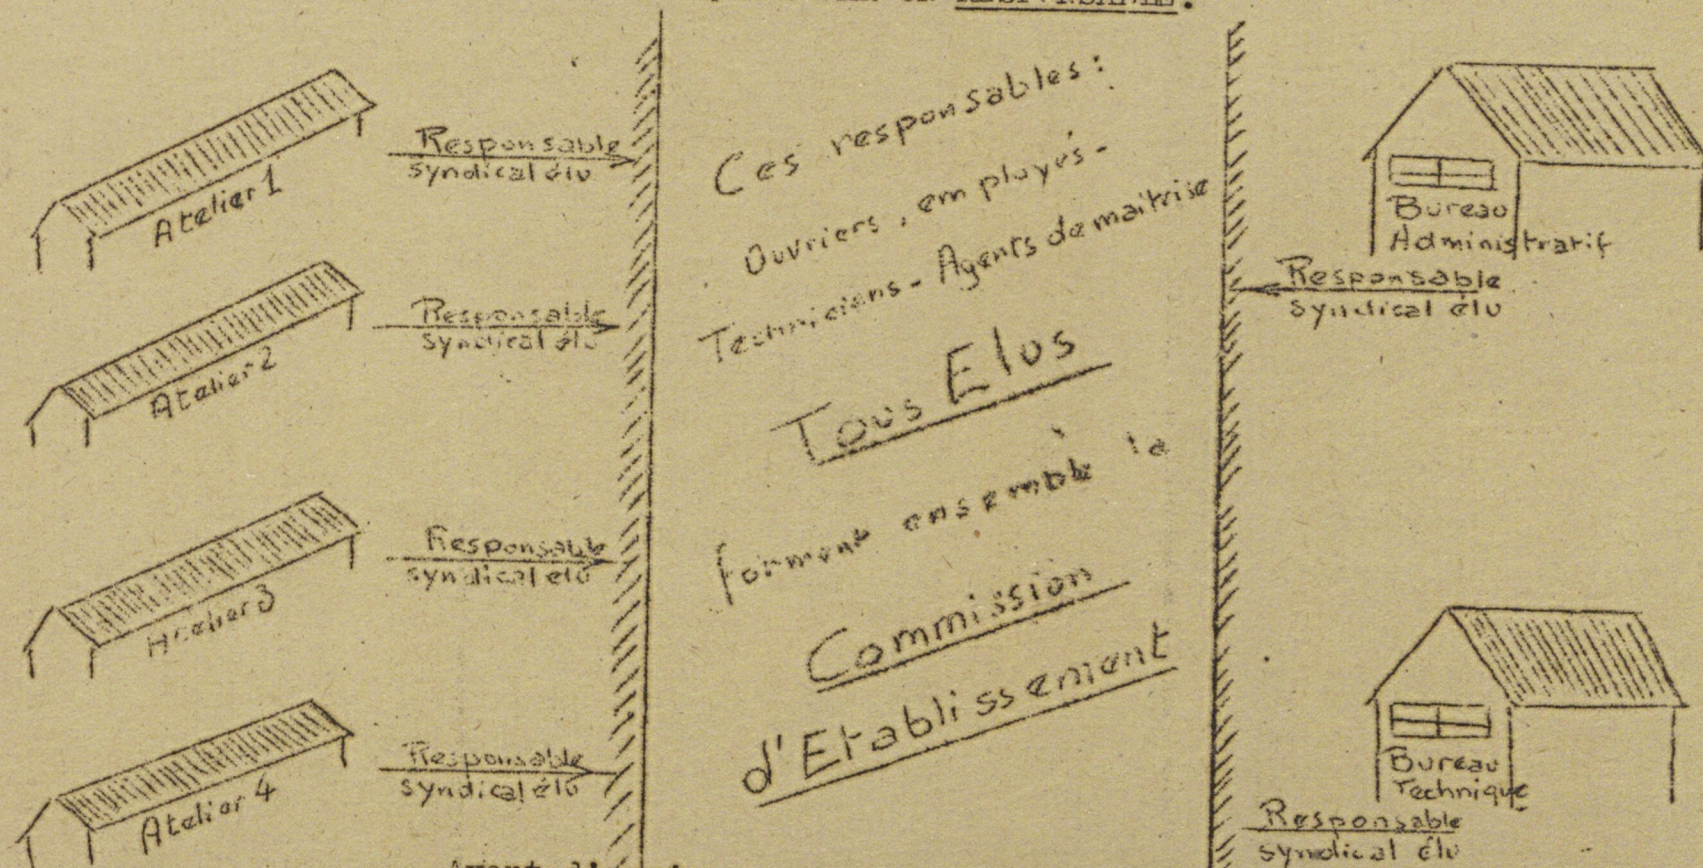 RESPONSABLE.
Atelier 1
Responsable
syndical élu
Atelier 2
Responsable
syndical élu
Atelier 3
Responsable
syndical élu
Atelier 4
Responsable
syndical élu
Ces responsables :
Ouvriers, employés -
Techniciens - Agents de maitrise
Tous Elus
forment ensemble la
Commission
d'Etablissement
Bureau
Administratif
Responsable
syndical élu
Bureau
Technique
Responsable
syndical élu